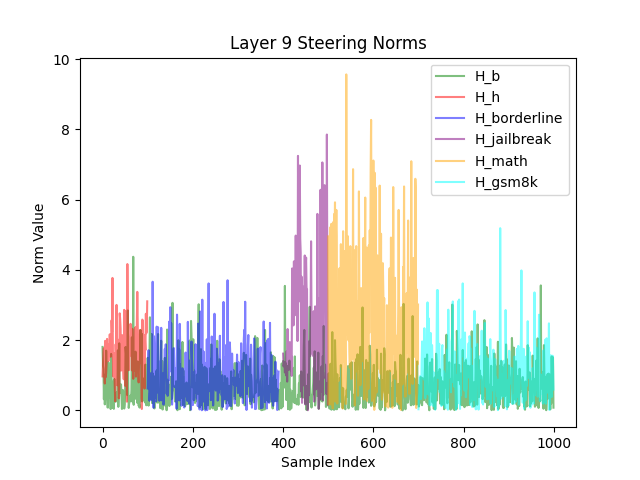 Layer 9 Steering Norms
Norm Value
10
8
6
4
2
0
H_b
H_h
H_borderline
H_jailbreak
H_math
H_gsm8k
0 200 400 600 800 1000
Sample Index